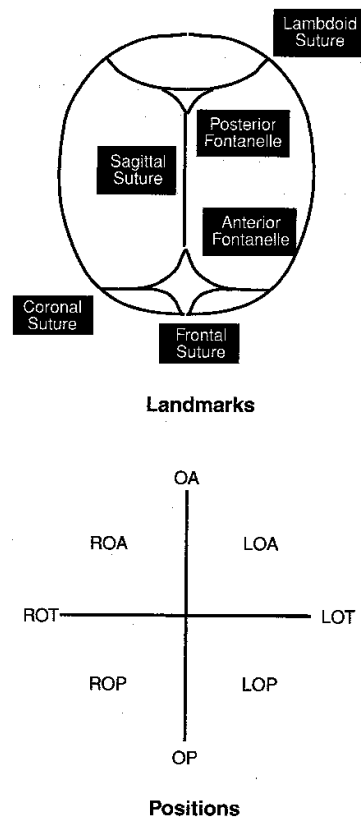 Lambdoid
Suture
Posterior
Fontanelle
Sagittal
Suture
Anterior
Fontanelle
Coronal
Suture
Frontal
Suture
Landmarks
OA
ROA
LOA
ROT
LOT
ROP
LOP
OP
Positions